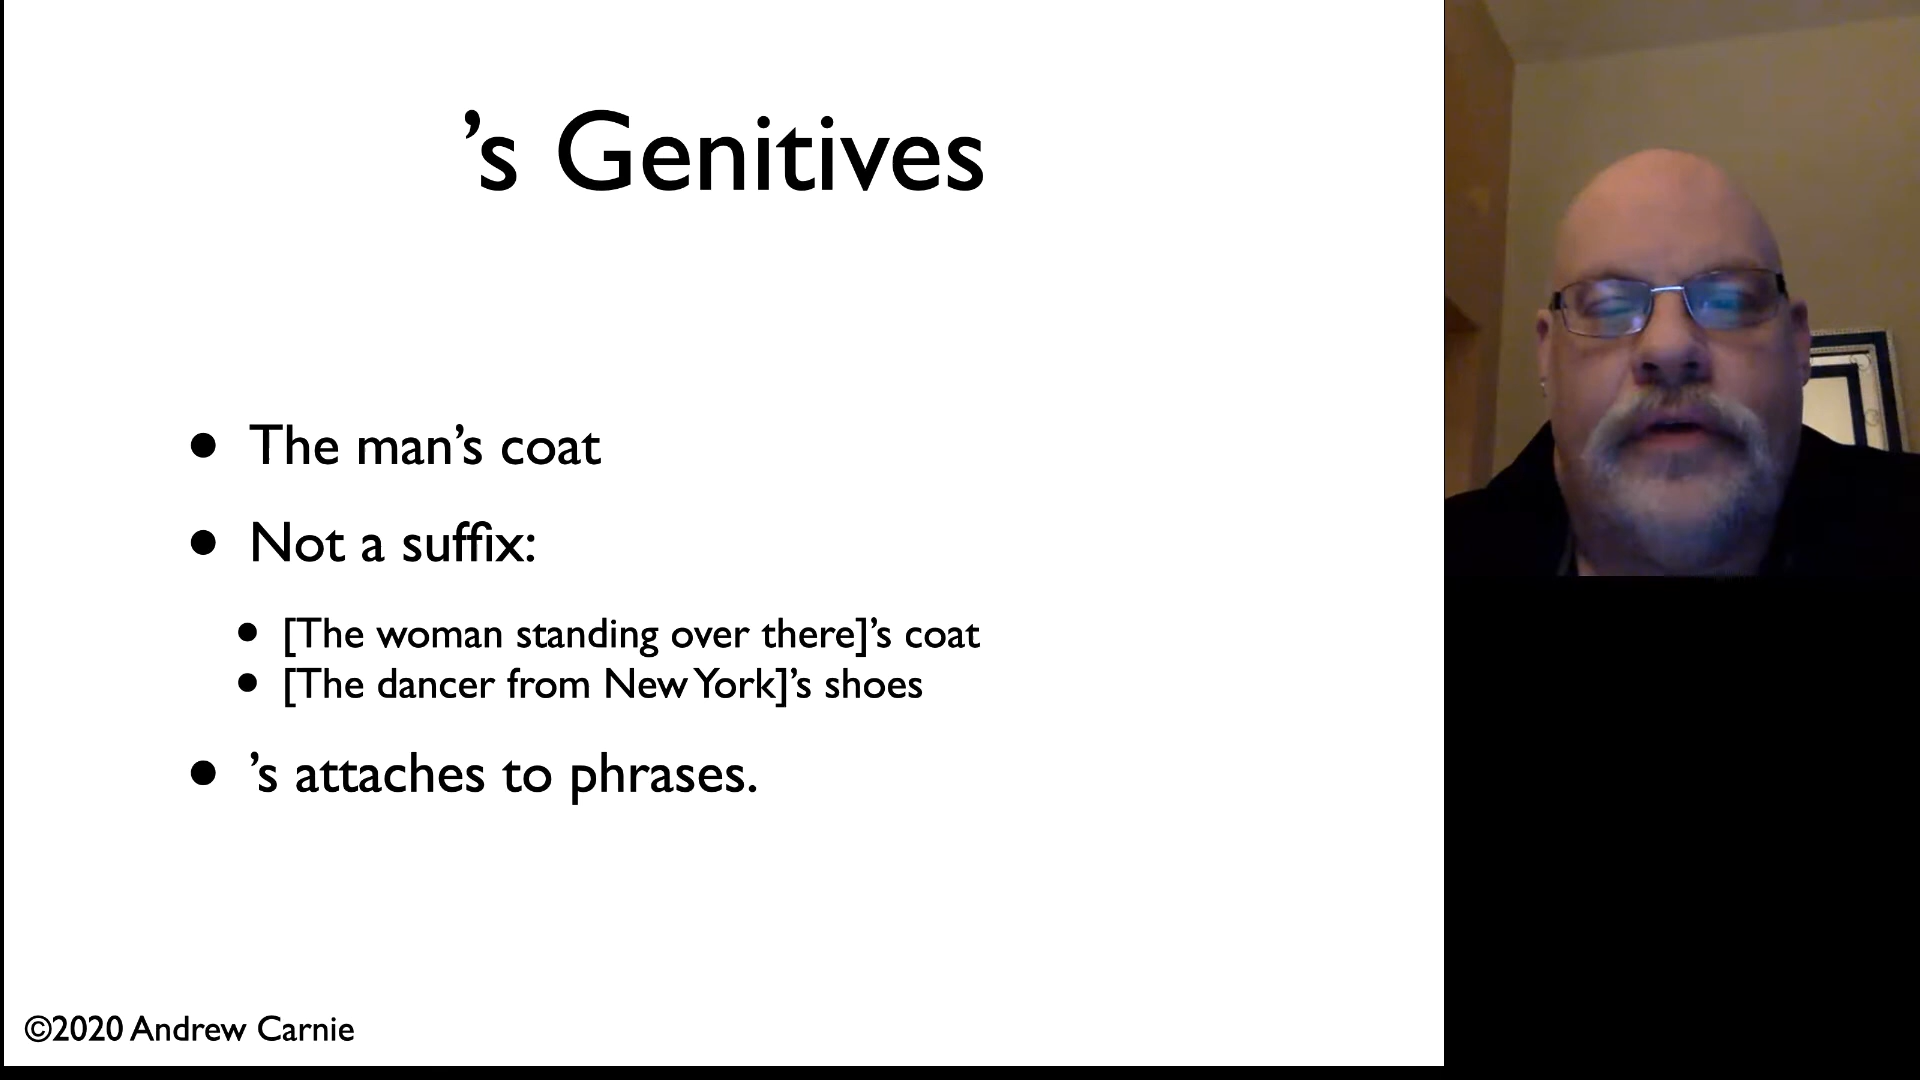 ’s Genitives
• The man’s coat
• Not a suffix:
• [The woman standing over there]’s coat
• [The dancer from New York]’s shoes
• ’s attaches to phrases.
©2020 Andrew Carnie